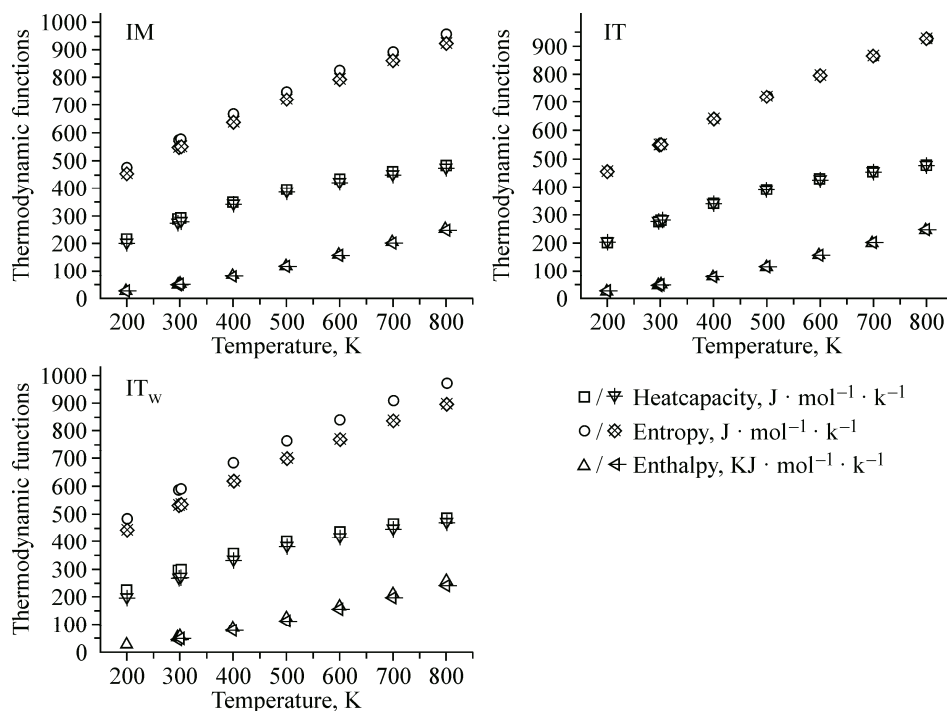 IM
Thermodynamic functions
1000
900
800
700
600
500
400
300
200
100
0
200 300 400 500 600 700 800
Temperature, K
IT
Thermodynamic functions
900
800
700
600
500
400
300
200
100
0
200 300 400 500 600 700 800
Temperature, K
ITW
Thermodynamic functions
1000
900
800
700
600
500
400
300
200
100
0
200 300 400 500 600 700 800
Temperature, K
/ Heatcapacity, J · mol⁻¹ · k⁻¹
/ Entropy, J · mol⁻¹ · k⁻¹
/ Enthalpy, KJ · mol⁻¹ · k⁻¹